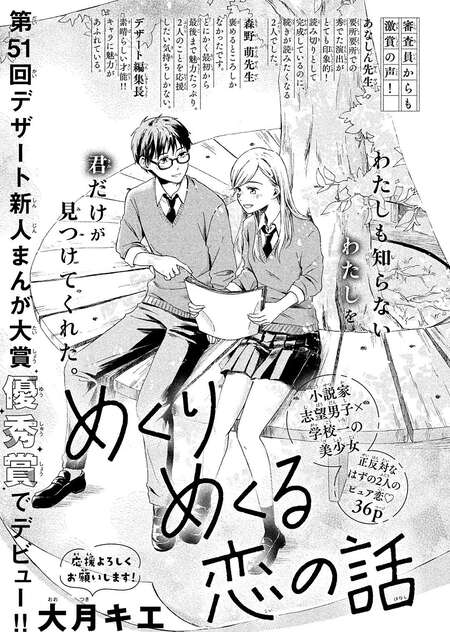 審査員からも
激賞の声！
あなしん先生
要所要所での
秀でた演出が
とても印象的！
読み切りとして
完成しているのに、
続きが読みたくなる
2人でした。
森野 萌先生
褒めるところしか
なかったです。
とにかく最初から
最後まで魅力たっぷり。
2人のことを応援
したい気持ちしかない。
デザート編集長
素晴らしい才能!!
キャラに魅力が
あふれている。
わたしも知らない
わたしを
君だけが
見つけてくれた。
第51回デザート新人まんが大賞優秀賞でデビュー!!
めくり
めくる
恋の話
小説家
志望男子×
学校一の
美少女
正反対な
はずの2人の
ピュア恋♡
36P
応援よろしく
お願いします！
大月キエ